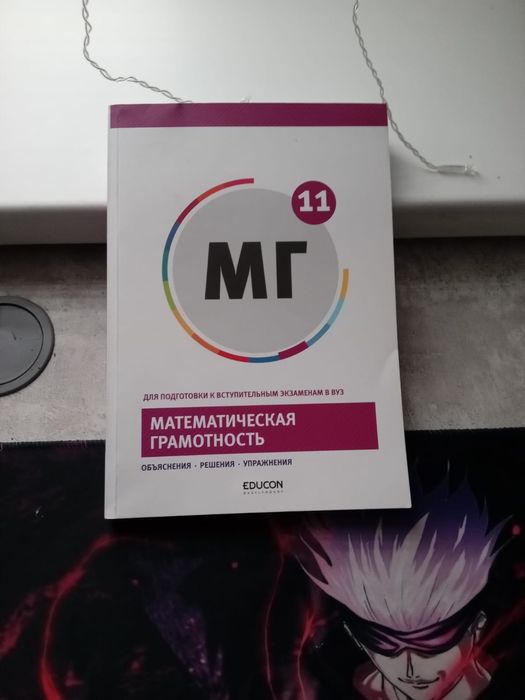 11
МГ
ДЛЯ ПОДГОТОВКИ К ВСТУПИТЕЛЬНЫМ ЭКЗАМЕНАМ В ВУЗ
МАТЕМАТИЧЕСКАЯ
ГРАМОТНОСТЬ
ОБЪЯСНЕНИЯ • РЕШЕНИЯ • УПРАЖНЕНИЯ
EDUCON